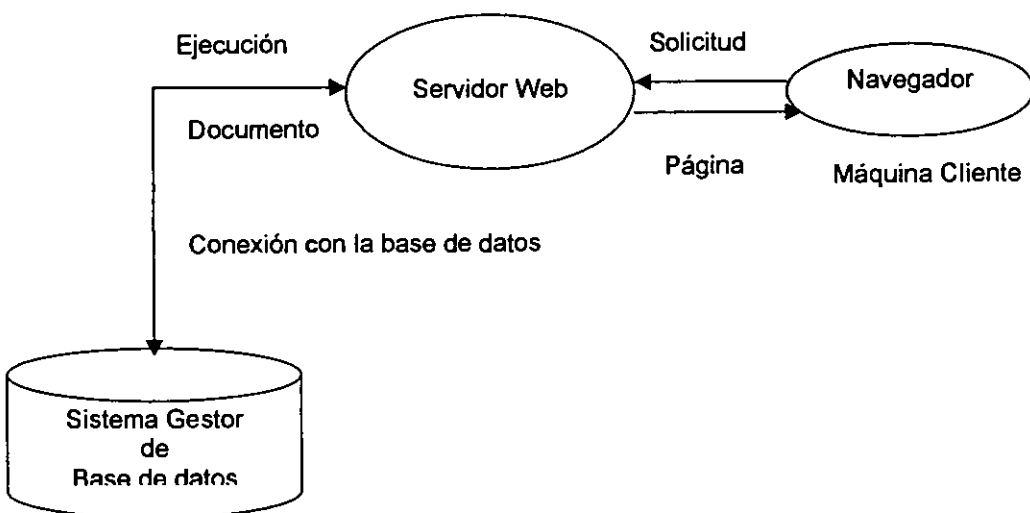 Ejecución
Solicitud
Servidor Web
Navegador
Documento
Página
Máquina Cliente
Conexión con la base de datos
Sistema Gestor
de
Base de datos